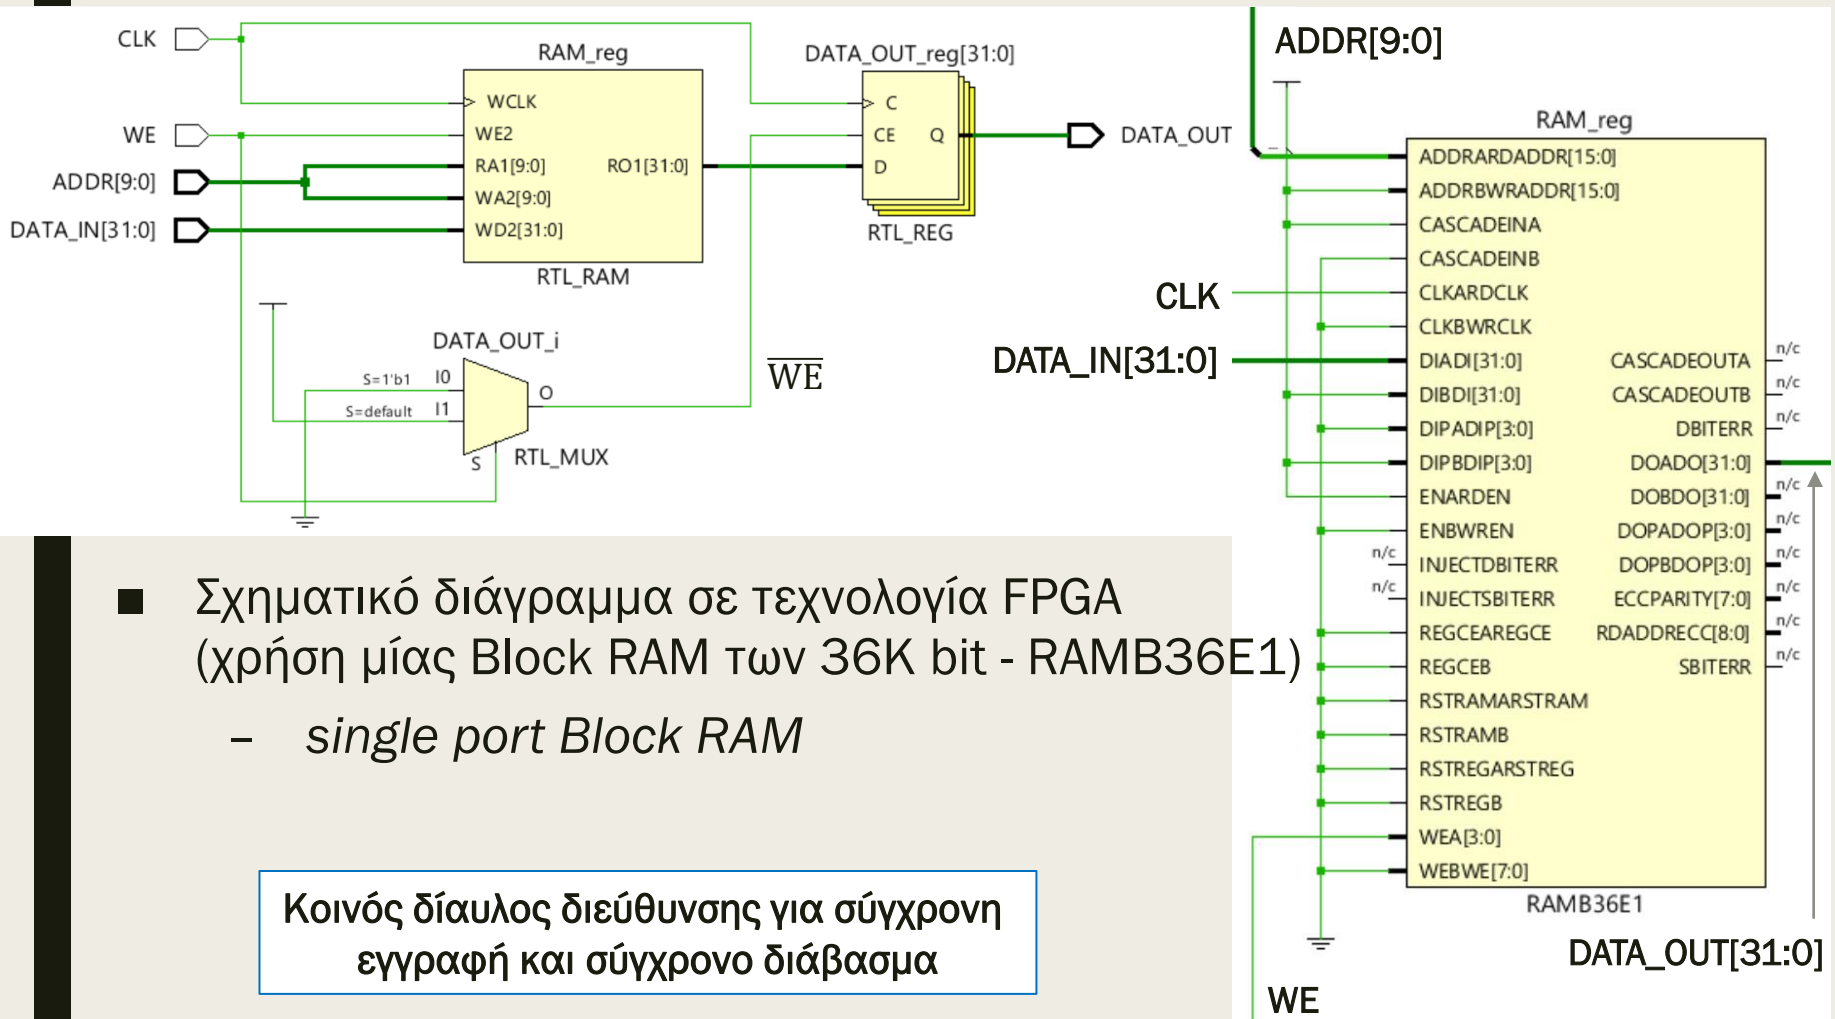 CLK
WE
ADDR[9:0]
DATA_IN[31:0]
RAM_reg
WCLK
WE2
RA1[9:0]
WA2[9:0]
WD2[31:0]
RO1[31:0]
RTL_RAM
DATA_OUT_reg[31:0]
C
CE
D
Q
RTL_REG
DATA_OUT
DATA_OUT_i
S=1'b1
I0
S=default
I1
O
S
RTL_MUX
WE
ADDR[9:0]
CLK
DATA_IN[31:0]
RAM_reg
ADDRARDADDR[15:0]
ADDRBWRADDR[15:0]
CASCADEINA
CASCADEINB
CLKARDCLK
CLKBWRCLK
DIADI[31:0]
DIBDI[31:0]
DIPADIP[3:0]
DIPBDIP[3:0]
ENARDEN
ENBWREN
n/c
INJECTDBITERR
n/c
INJECTSBITERR
REGCEAREGCE
REGCEB
RSTRAMARSTRAM
RSTRAMB
RSTREGARSTREG
RSTREGB
WEA[3:0]
WEBWE[7:0]
CASCADEOUTA
n/c
CASCADEOUTB
n/c
DBITERR
n/c
DOADO[31:0]
DOBDO[31:0]
n/c
DOPADOP[3:0]
n/c
DOPBDOP[3:0]
n/c
ECCPARITY[7:0]
n/c
RDADDRECC[8:0]
n/c
SBITERR
n/c
RAMB36E1
DATA_OUT[31:0]
WE
■ Σχηματικό διάγραμμα σε τεχνολογία FPGA
(χρήση μίας Block RAM των 36K bit - RAMB36E1)
– single port Block RAM
Κοινός δίαυλος διεύθυνσης για σύγχρονη
εγγραφή και σύγχρονο διάβασμα